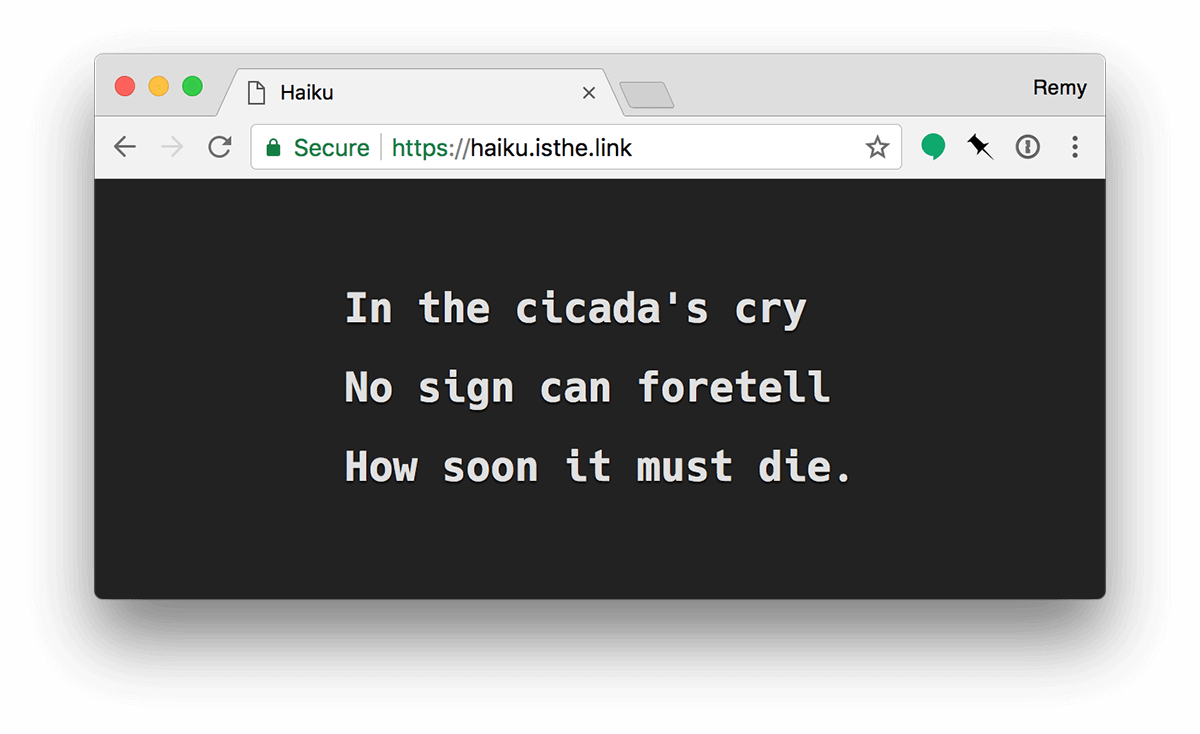 Haiku
Remy
Secure https://haiku.isthe.link
In the cicada's cry
No sign can foretell
How soon it must die.